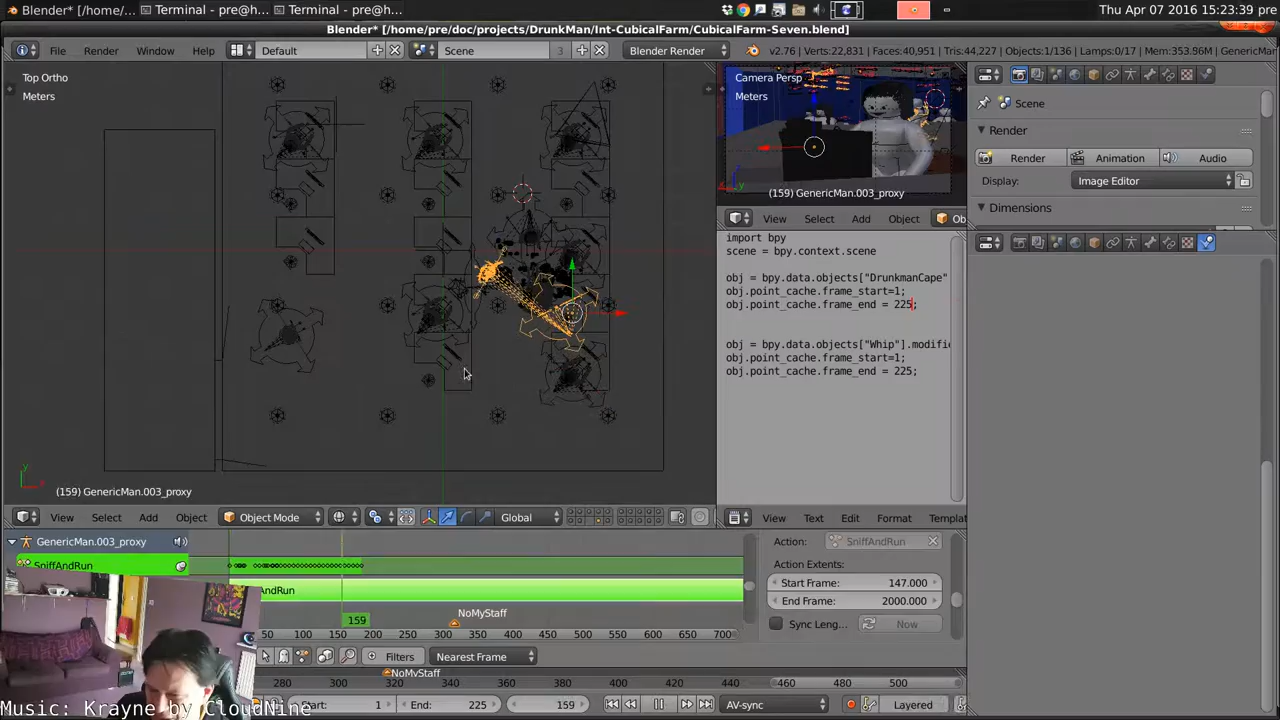 Blender* [/home/p...
Terminal - pre@h...
Terminal - pre@h...
Thu Apr 07 2016 15:23:39 pre
Blender* [/home/pre/doc/projects/DrunkMan/Int-CubicalFarm/CubicalFarm-Seven.blend]
File
Render
Window
Help
Default
Scene
3
Blender Render
v2.76 | Verts:22,831 | Faces:40,951 | Tris:44,227 | Objects:1/136 | Lamps:0/17 | Mem:353.86M | GenericMan
Top Ortho
Meters
(159) GenericMan.003_proxy
Camera Persp
Meters
(159) GenericMan.003_proxy
View
Select
Add
Object
Ob
import bpy
scene = bpy.context.scene
obj = bpy.data.objects["DrunkmanCape"
obj.point_cache.frame_start=1;
obj.point_cache.frame_end = 225;
obj = bpy.data.objects["Whip"].modifie
obj.point_cache.frame_start=1;
obj.point_cache.frame_end = 225;
View
Text
Edit
Format
Templat
Scene
Render
Render
Animation
Audio
Display:
Image Editor
Dimensions
View
Select
Add
Object
Object Mode
Global
GenericMan.003_proxy
SniffAndRun
AndRun
NoMyStaff
159
50
100
150
200
250
300
350
400
450
500
550
600
650
700
Filters
Nearest Frame
Action:
SniffAndRun
Action Extents:
Start Frame:
147.000
End Frame:
2000.000
Sync Leng...
Now
NoMyStaff
280
300
320
340
360
380
400
420
440
460
480
500
Start:
1
End:
225
159
AV-sync
Layered
Music: Krayne by CloudNine